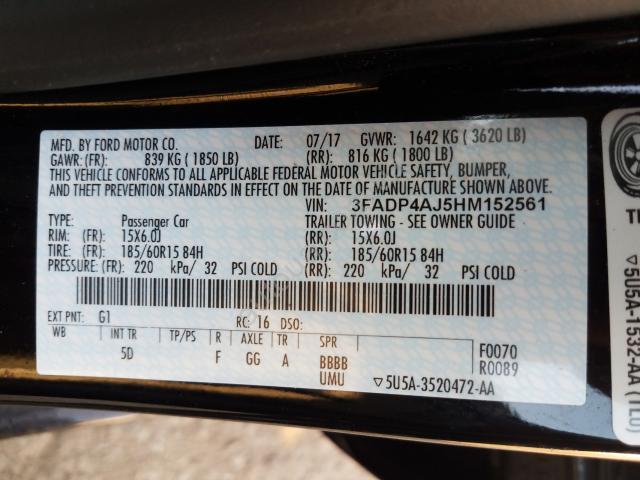 MFD. BY FORD MOTOR CO. DATE: 07/17 GVWR: 1642 KG ( 3620 LB)
GAWR: (FR): 839 KG ( 1850 LB) (RR): 816 KG ( 1800 LB)
THIS VEHICLE CONFORMS TO ALL APPLICABLE FEDERAL MOTOR VEHICLE SAFETY, BUMPER,
AND THEFT PREVENTION STANDARDS IN EFFECT ON THE DATE OF MANUFACTURE SHOWN ABOVE.
VIN: 3FADP4AJ5HM152561
TYPE: Passenger Car TRAILER TOWING - SEE OWNER GUIDE
RIM: (FR): 15X6.0J (RR): 15X6.0J
TIRE: (FR): 185/60R15 84H (RR): 185/60R15 84H
PRESSURE: (FR): 220 kPa/ 32 PSI COLD (RR): 220 kPa/ 32 PSI COLD
EXT PNT: G1 RC: 16 DSO:
WB INT TR TP/PS R AXLE TR SPR
5D F GG A BBBB
UMU
F0070
R0089
▽5U5A-3520472-AA
▽5U5A-1532-AA (TLU)